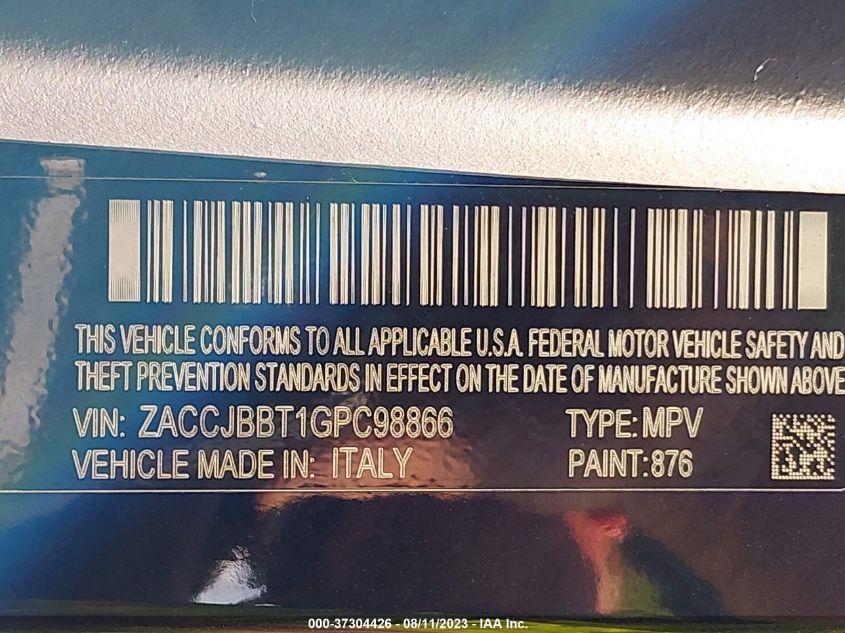 THIS VEHICLE CONFORMS TO ALL APPLICABLE U.S.A. FEDERAL MOTOR VEHICLE SAFETY AND
THEFT PREVENTION STANDARDS IN EFFECT ON THE DATE OF MANUFACTURE SHOWN ABOVE
VIN: ZACCJBBT1GPC98866 TYPE: MPV
VEHICLE MADE IN: ITALY PAINT: 876
000-37304426 - 08/11/2023 - IAA Inc.